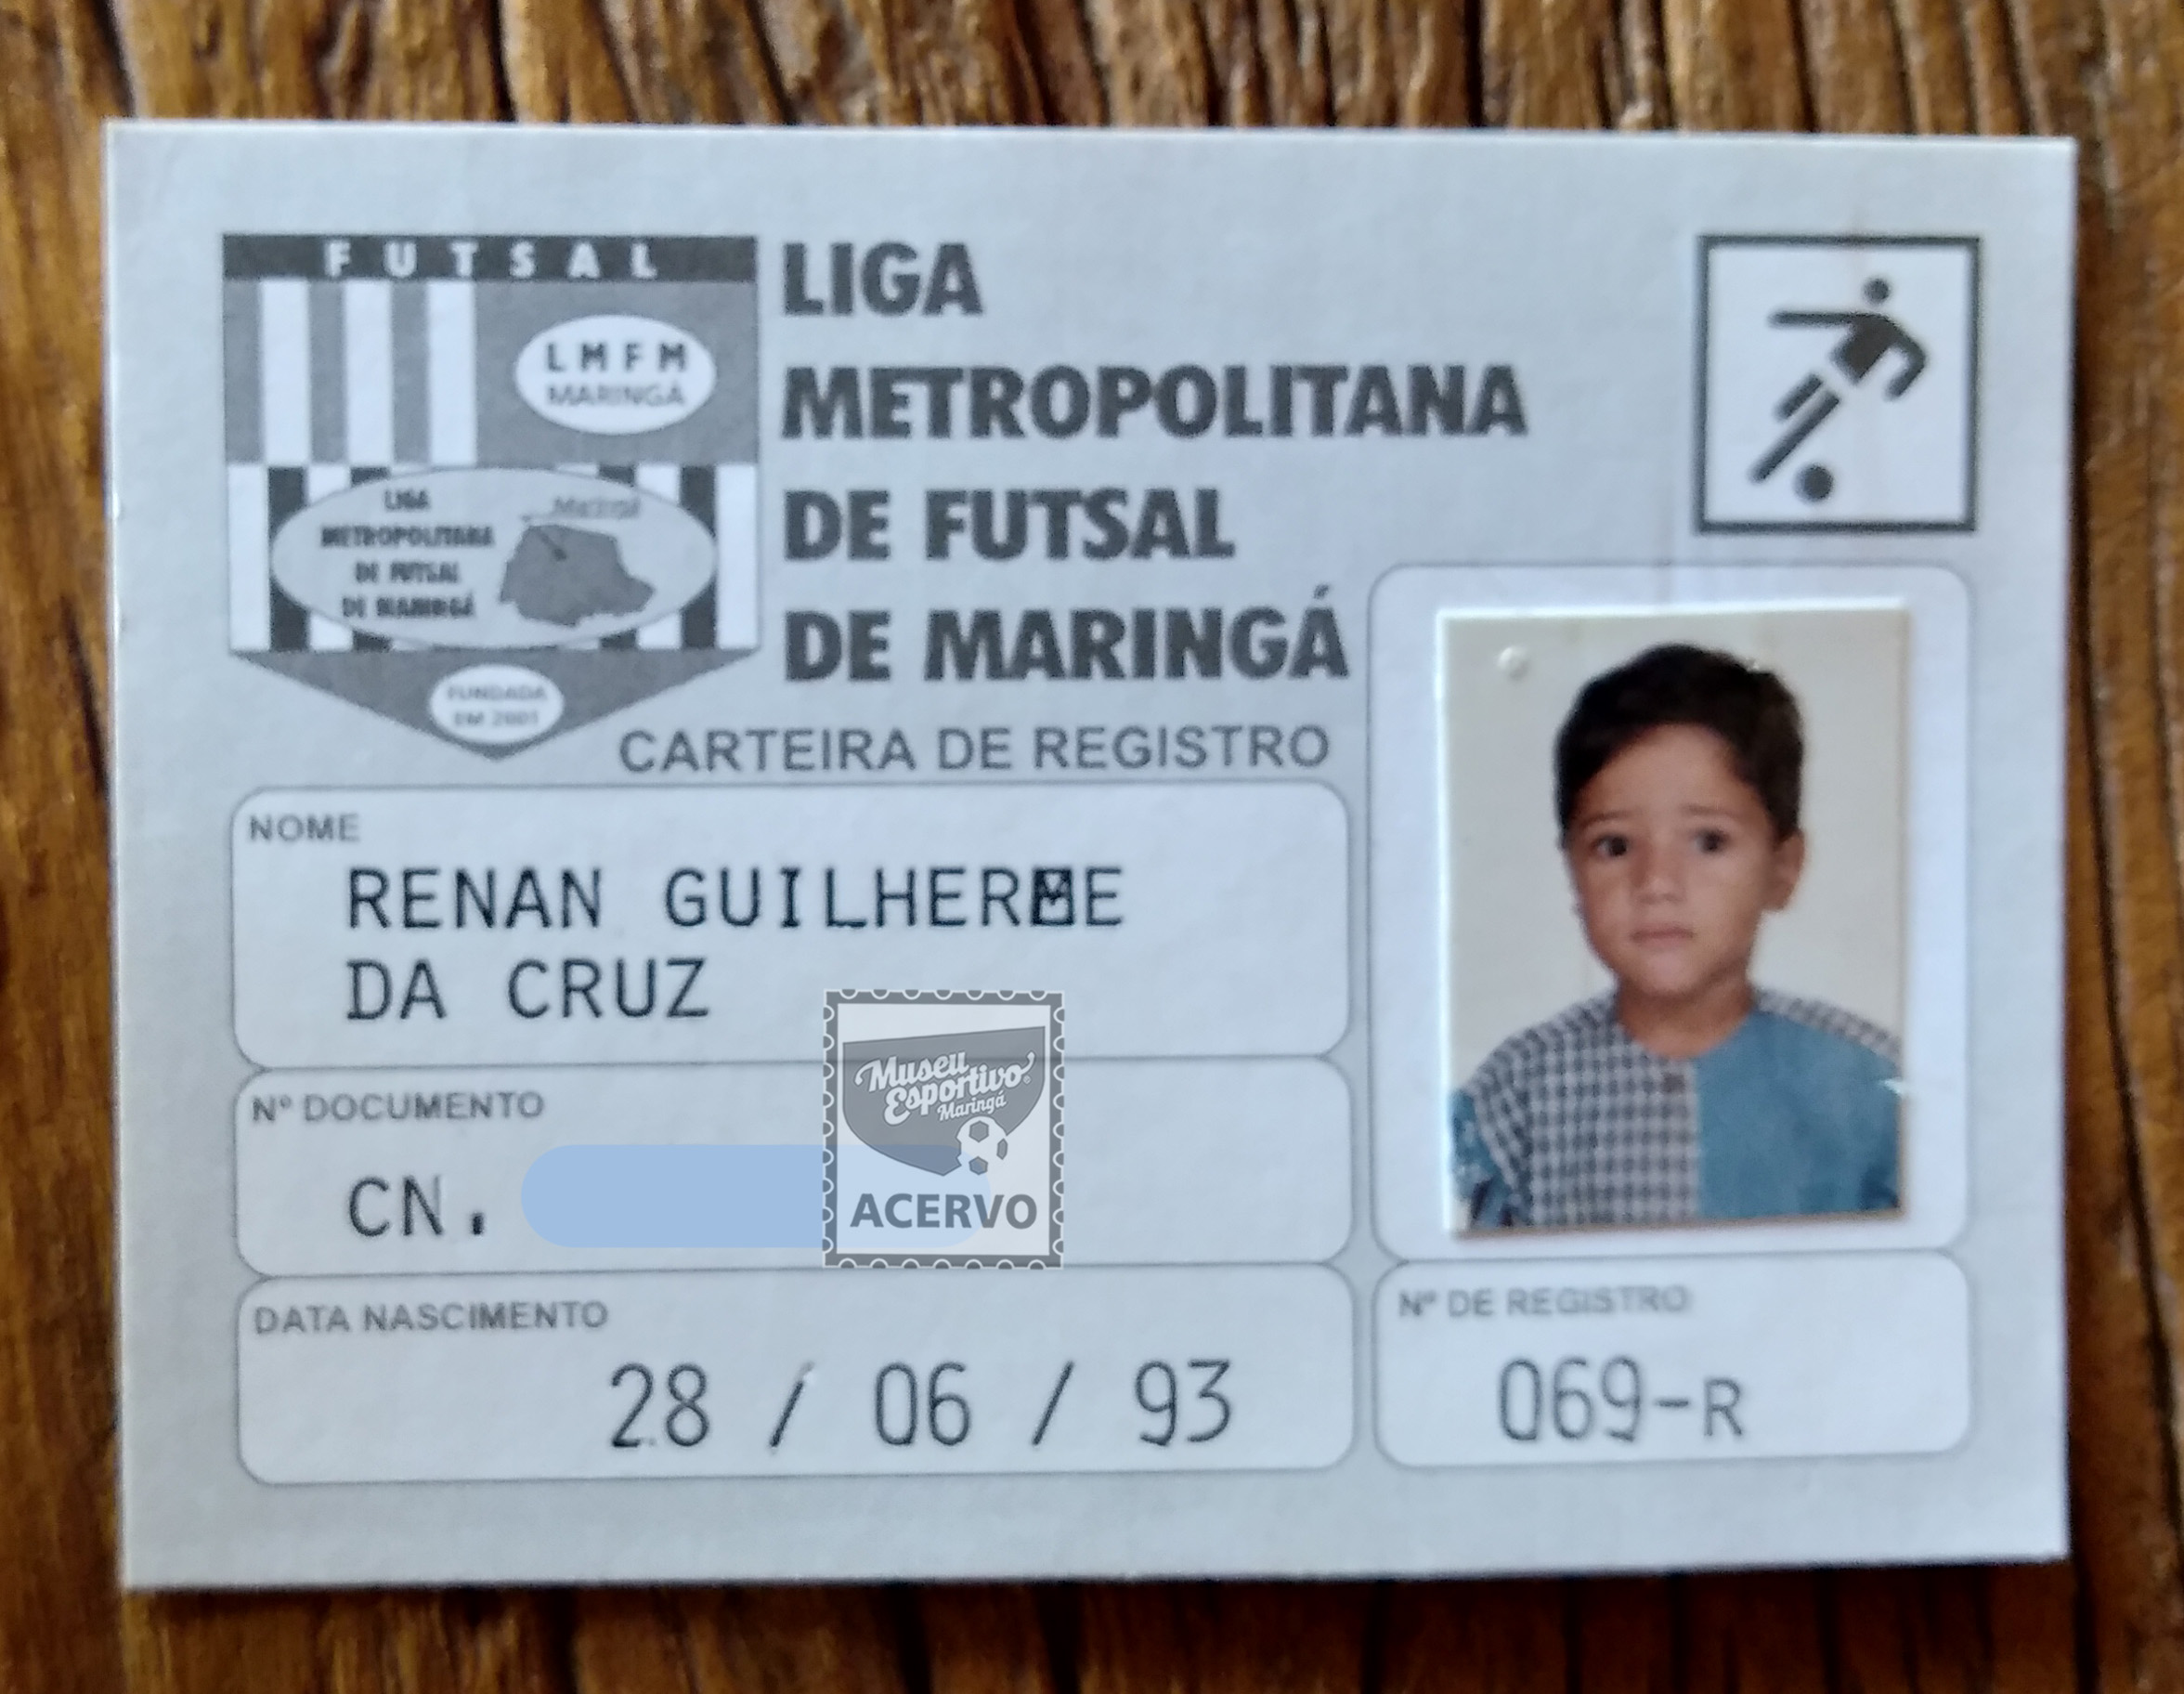 FUTSAL
LMFM
MARINGÁ
LIGA
METROPOLITANA
DE FUTSAL
DE MARINGÁ
Maringá
FUNDADA
EM 2001
LIGA
METROPOLITANA
DE FUTSAL
DE MARINGÁ
CARTEIRA DE REGISTRO
NOME
RENAN GUILHERME
DA CRUZ
Nº DOCUMENTO
CN.
Museu
Esportivo
Maringá
ACERVO
DATA NASCIMENTO
28 / 06 / 93
Nº DE REGISTRO
069-R